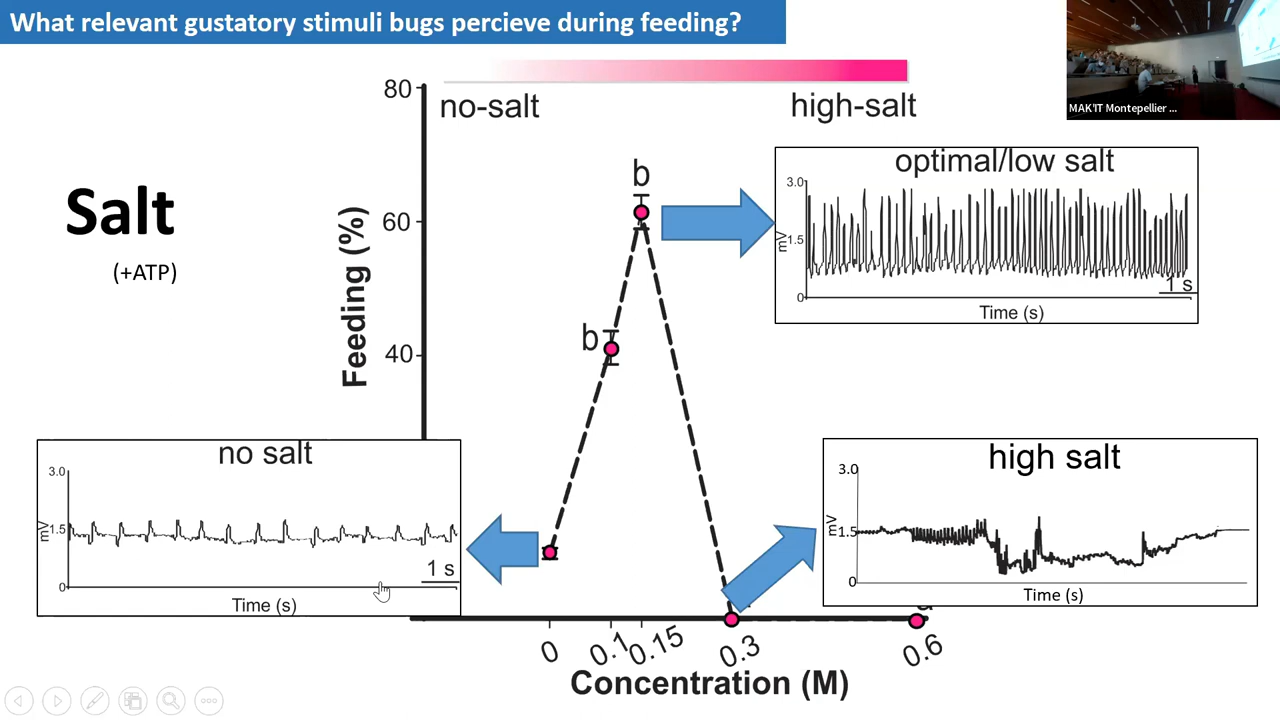 What relevant gustatory stimuli bugs percieve during feeding?
MAK'IT Montepellier ...
Salt
(+ATP)
no-salt
high-salt
Feeding (%)
80
60
40
b
b
optimal/low salt
3.0
1.5
0
mV
1 s
Time (s)
no salt
3.0
1.5
0
mV
1 s
Time (s)
high salt
3.0
1.5
0
mV
Time (s)
0
0.1
0.15
0.3
0.6
Concentration (M)